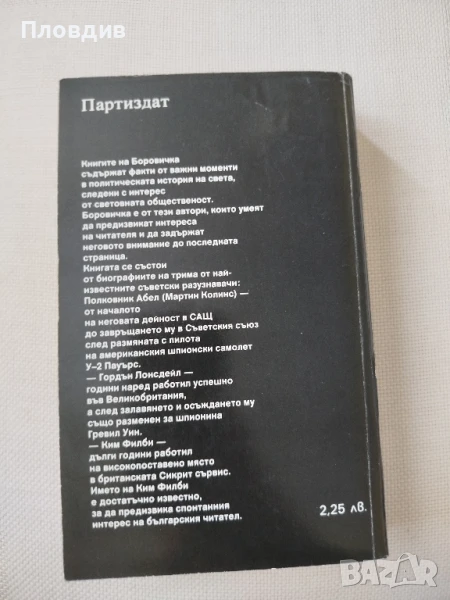 Пловдив
Партиздат
Книгите на Боровичка
съдържат факти от важни моменти
в политическата история на света,
следени с интерес
от световната общественост.
Боровичка е от тези автори, които умеят
да предизвикат интереса
на читателя и да задържат
неговото внимание до последната
страница.
Книгата се състои
от биографиите на трима от най-
известните съветски разузнавачи:
Полковник Абел (Мартин Колинс) —
от началото
на неговата дейност в САЩ
до завръщането му в Съветския съюз
след размяната с пилота
на американския шпионски самолет
У–2 Пауърс.
— Гордън Лонсдейл —
години наред работил успешно
във Великобритания,
а след залавянето и осъждането му
също разменен за шпионина
Гревил Уин.
— Ким Филби —
дълги години работил
на високопоставено място
в британската Сикрит сървис.
Името на Ким Филби
е достатъчно известно,
за да предизвика спонтанния
интерес на българския читател.
2,25 лв.
BAZAR.bg